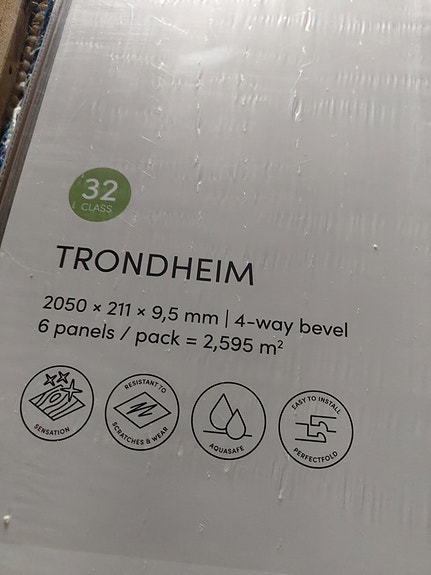 32
CLASS
TRONDHEIM
2050 × 211 × 9,5 mm | 4-way bevel
6 panels / pack = 2,595 m²
SENSATION
RESISTANT TO
SCRATCHES & WEAR
AQUASAFE
EASY TO INSTALL
PERFECTFOLD